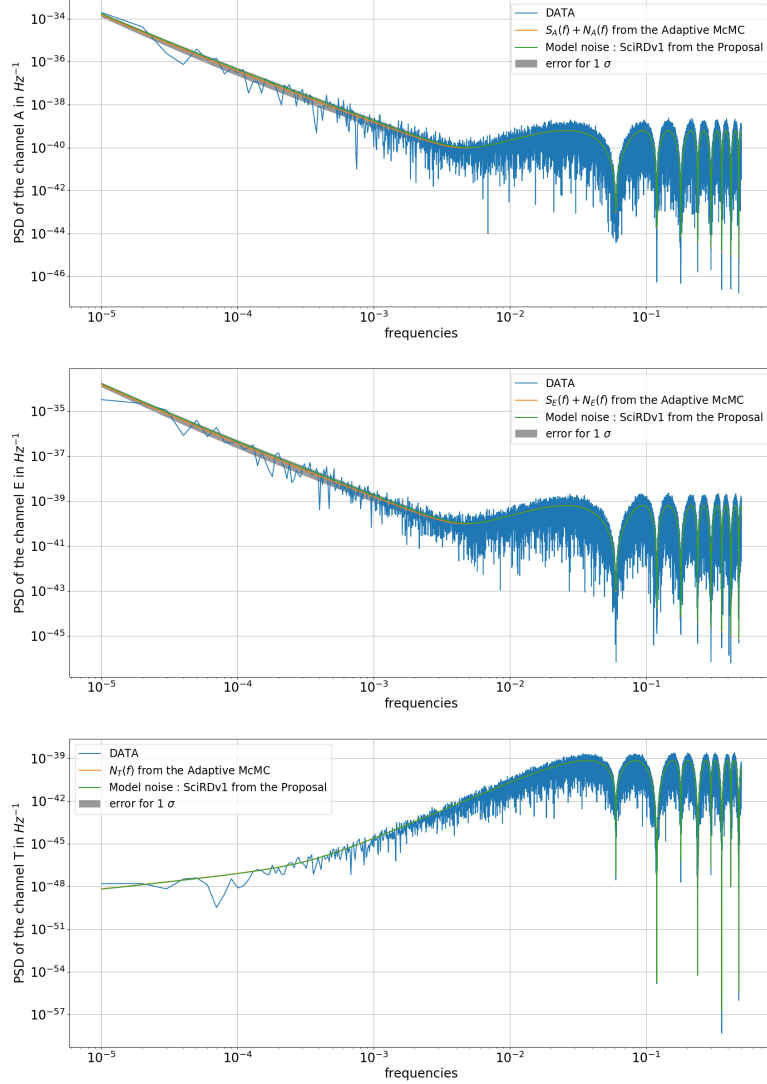 DATA
S_A(f) + N_A(f) from the Adaptive McMC
Model noise : SciRDv1 from the Proposal
error for 1 σ
PSD of the channel A in Hz⁻¹
10⁻³⁴
10⁻³⁶
10⁻³⁸
10⁻⁴⁰
10⁻⁴²
10⁻⁴⁴
10⁻⁴⁶
10⁻⁵ 10⁻⁴ 10⁻³ 10⁻² 10⁻¹
frequencies
DATA
S_E(f) + N_E(f) from the Adaptive McMC
Model noise : SciRDv1 from the Proposal
error for 1 σ
PSD of the channel E in Hz⁻¹
10⁻³⁵
10⁻³⁷
10⁻³⁹
10⁻⁴¹
10⁻⁴³
10⁻⁴⁵
10⁻⁵ 10⁻⁴ 10⁻³ 10⁻² 10⁻¹
frequencies
DATA
N_T(f) from the Adaptive McMC
Model noise : SciRDv1 from the Proposal
error for 1 σ
PSD of the channel T in Hz⁻¹
10⁻³⁹
10⁻⁴²
10⁻⁴⁵
10⁻⁴⁸
10⁻⁵¹
10⁻⁵⁴
10⁻⁵⁷
10⁻⁵ 10⁻⁴ 10⁻³ 10⁻² 10⁻¹
frequencies